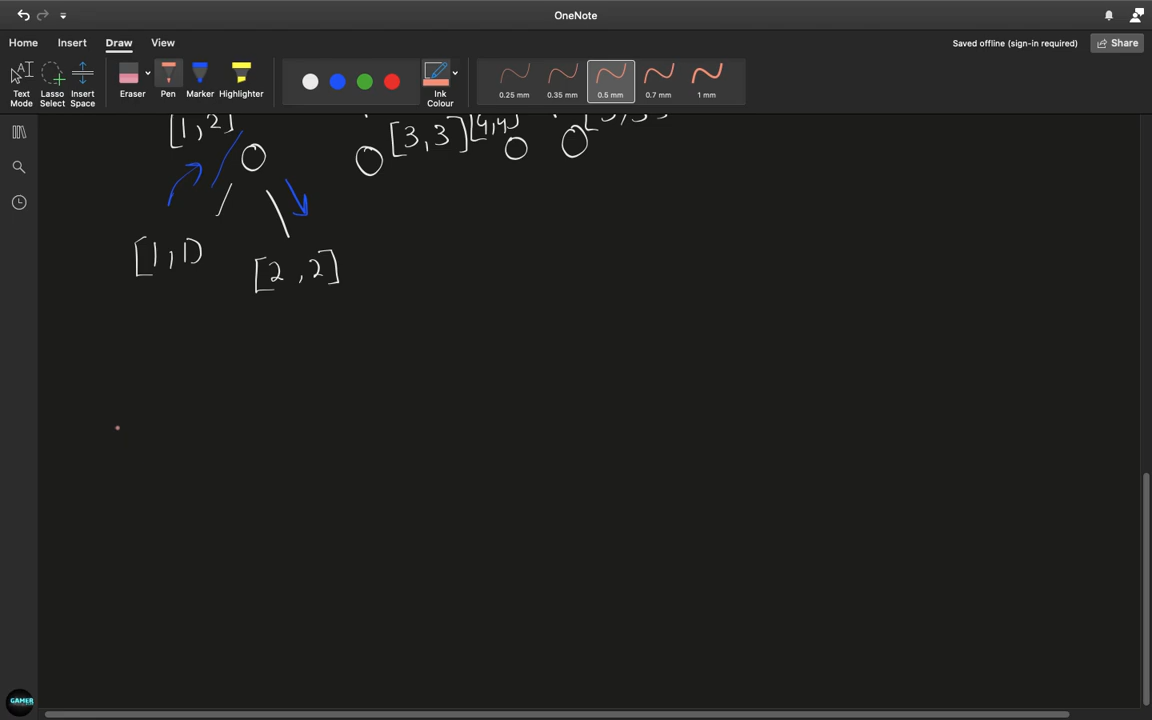 OneNote
Home Insert Draw View
Saved offline (sign-in required) Share
Text Mode
Lasso Select
Insert Space
Eraser
Pen
Marker
Highlighter
Ink Colour
0.25 mm
0.35 mm
0.5 mm
0.7 mm
1 mm
[1,2]
[3,3]
[4,4]
[1,1)
[2,2]
GAMER